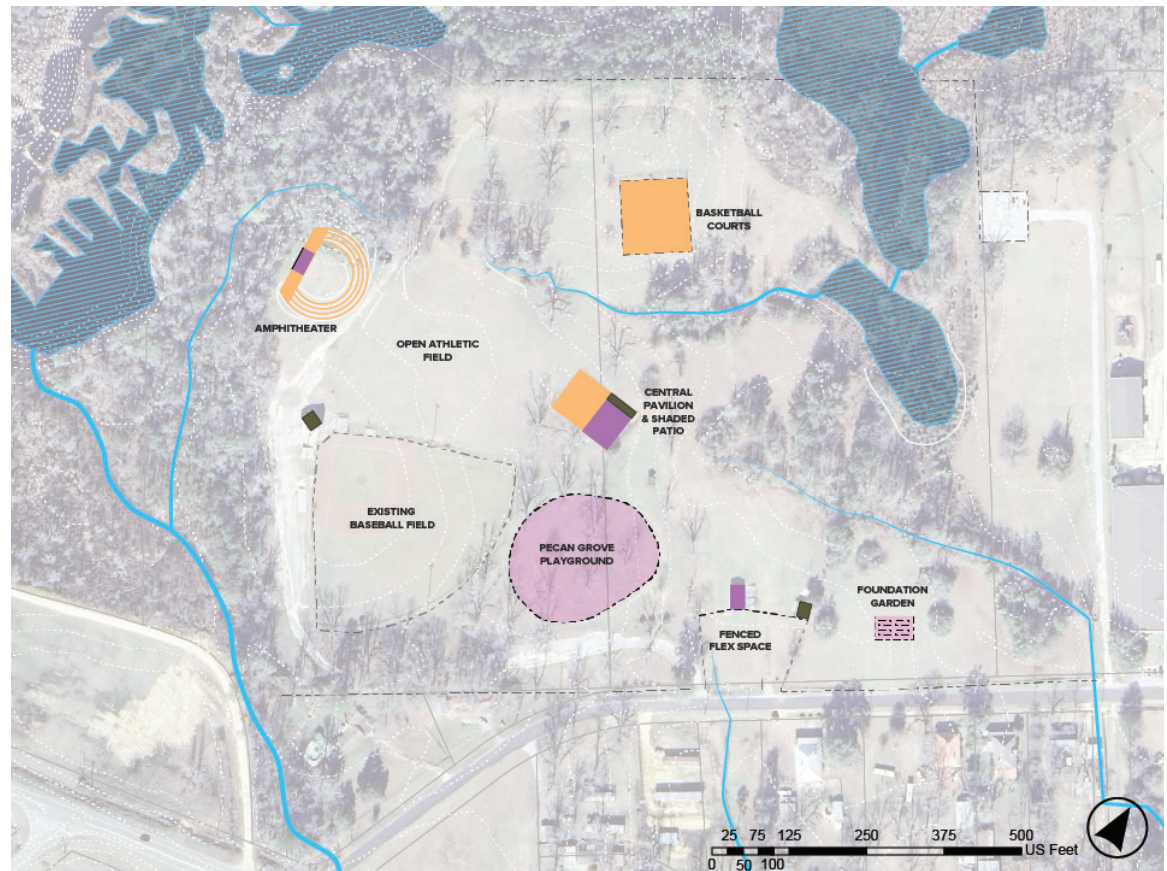 BASKETBALL
COURTS
AMPHITHEATER
OPEN ATHLETIC
FIELD
CENTRAL
PAVILION
& SHADED
PATIO
EXISTING
BASEBALL FIELD
PECAN GROVE
PLAYGROUND
FOUNDATION
GARDEN
FENCED
FLEX SPACE
25 75 125 250 375 500
US Feet
0 50 100